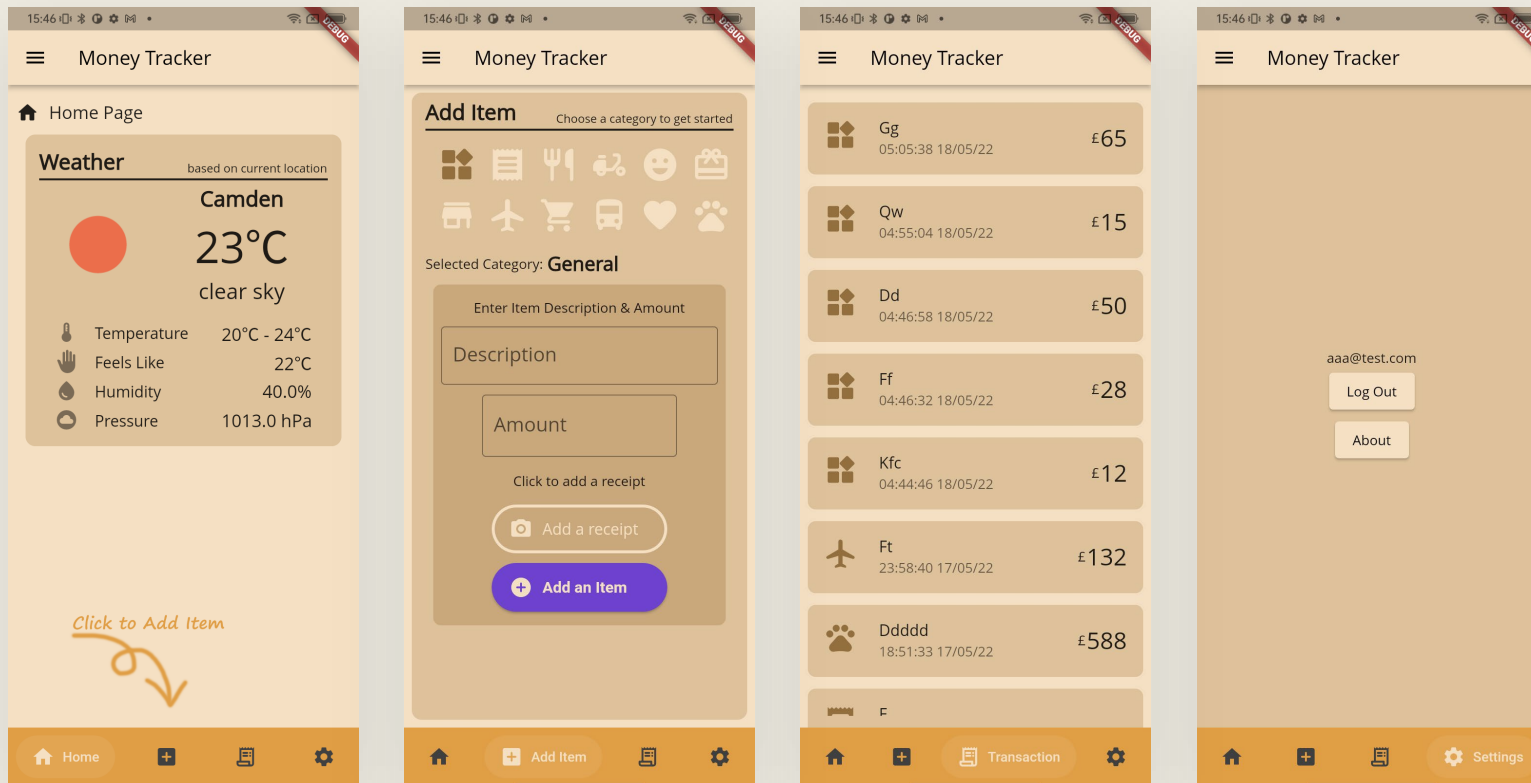 15:46
DEBUG
Money Tracker
Home Page
Weather based on current location
Camden
23°C
clear sky
Temperature 20°C - 24°C
Feels Like 22°C
Humidity 40.0%
Pressure 1013.0 hPa
Click to Add Item
Home
15:46
DEBUG
Money Tracker
Add Item Choose a category to get started
Selected Category: General
Enter Item Description & Amount
Description
Amount
Click to add a receipt
Add a receipt
Add an Item
Add Item
15:46
DEBUG
Money Tracker
Gg
05:05:38 18/05/22
£65
Qw
04:55:04 18/05/22
£15
Dd
04:46:58 18/05/22
£50
Ff
04:46:32 18/05/22
£28
Kfc
04:44:46 18/05/22
£12
Ft
23:58:40 17/05/22
£132
Ddddd
18:51:33 17/05/22
£588
Transaction
15:46
Money Tracker
aaa@test.com
Log Out
About
Settings